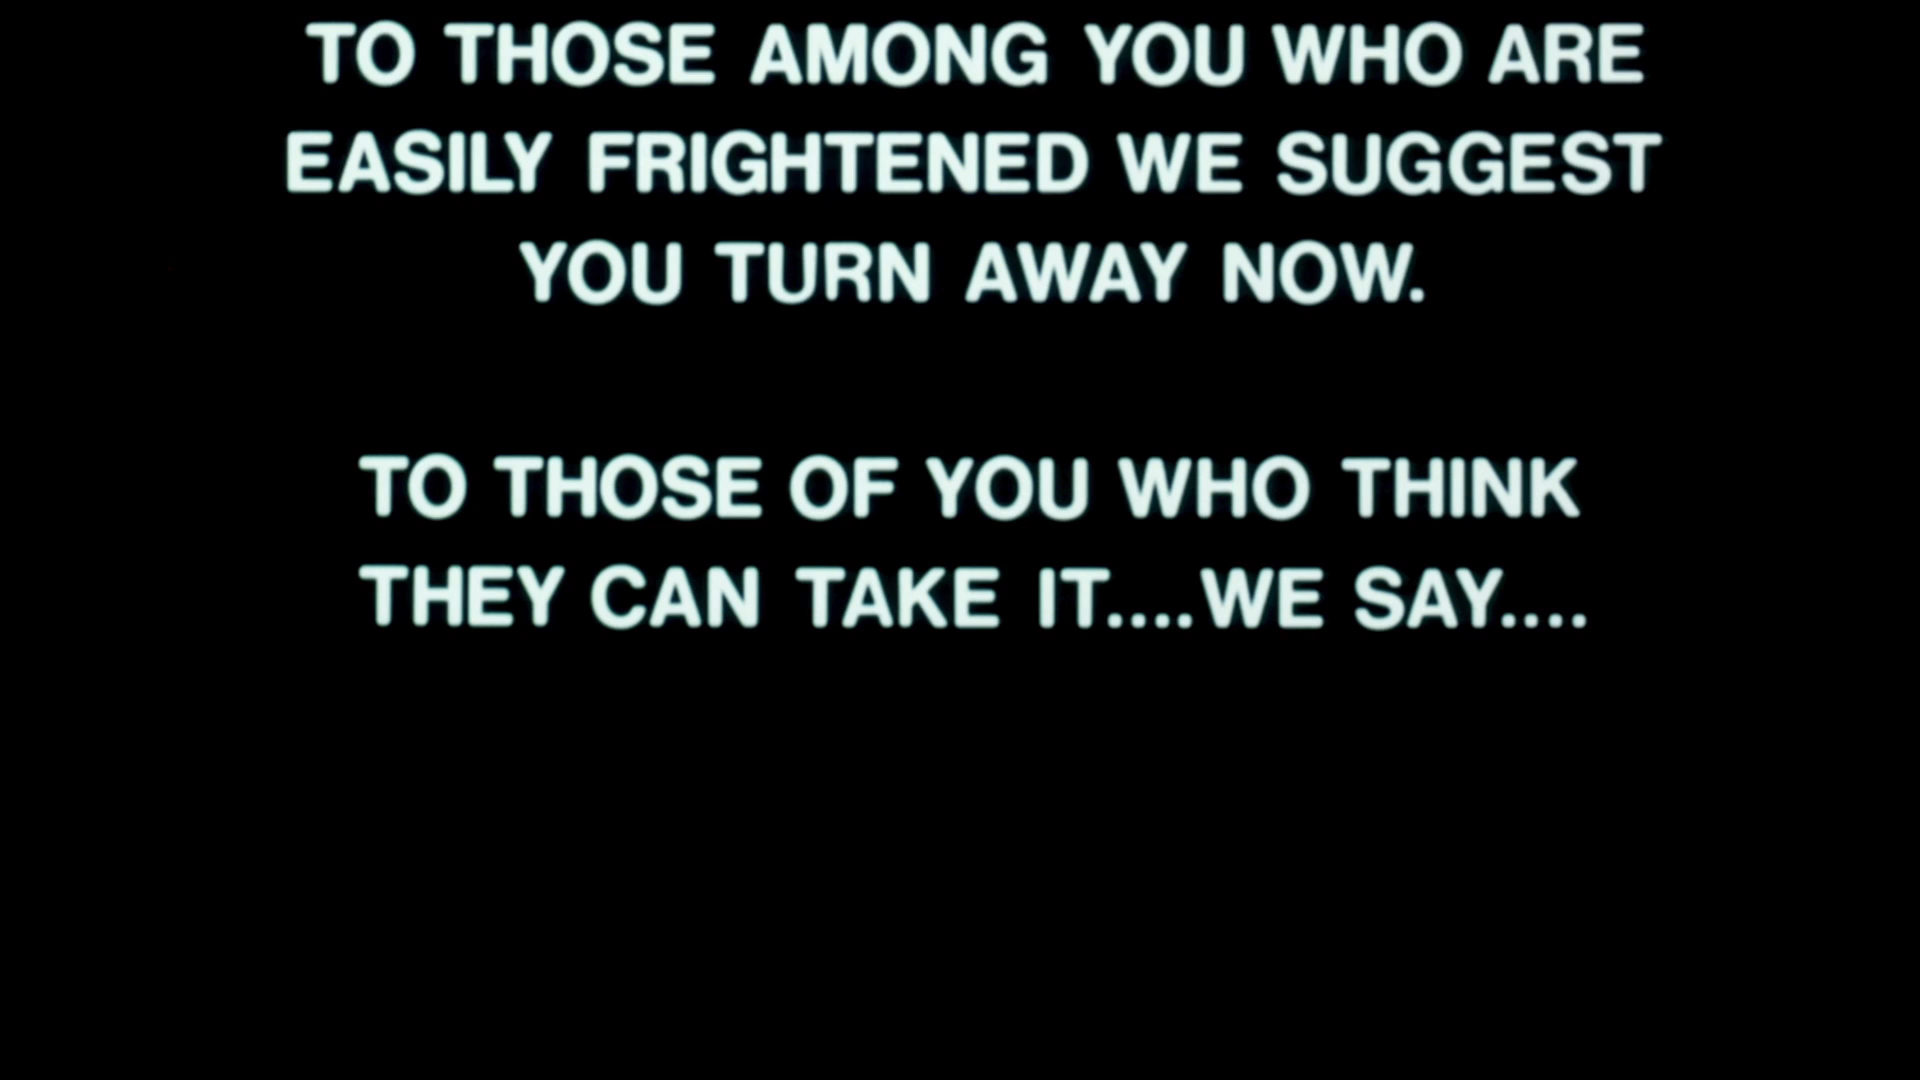 TO THOSE AMONG YOU WHO ARE
EASILY FRIGHTENED WE SUGGEST
YOU TURN AWAY NOW.
TO THOSE OF YOU WHO THINK
THEY CAN TAKE IT....WE SAY....